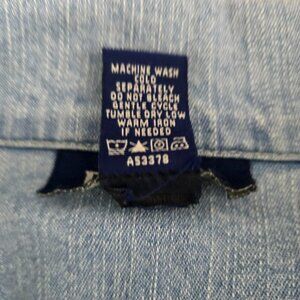 MACHINE WASH
COLD
SEPARATELY
DO NOT BLEACH
GENTLE CYCLE
TUMBLE DRY LOW
WARM IRON
IF NEEDED
A53378